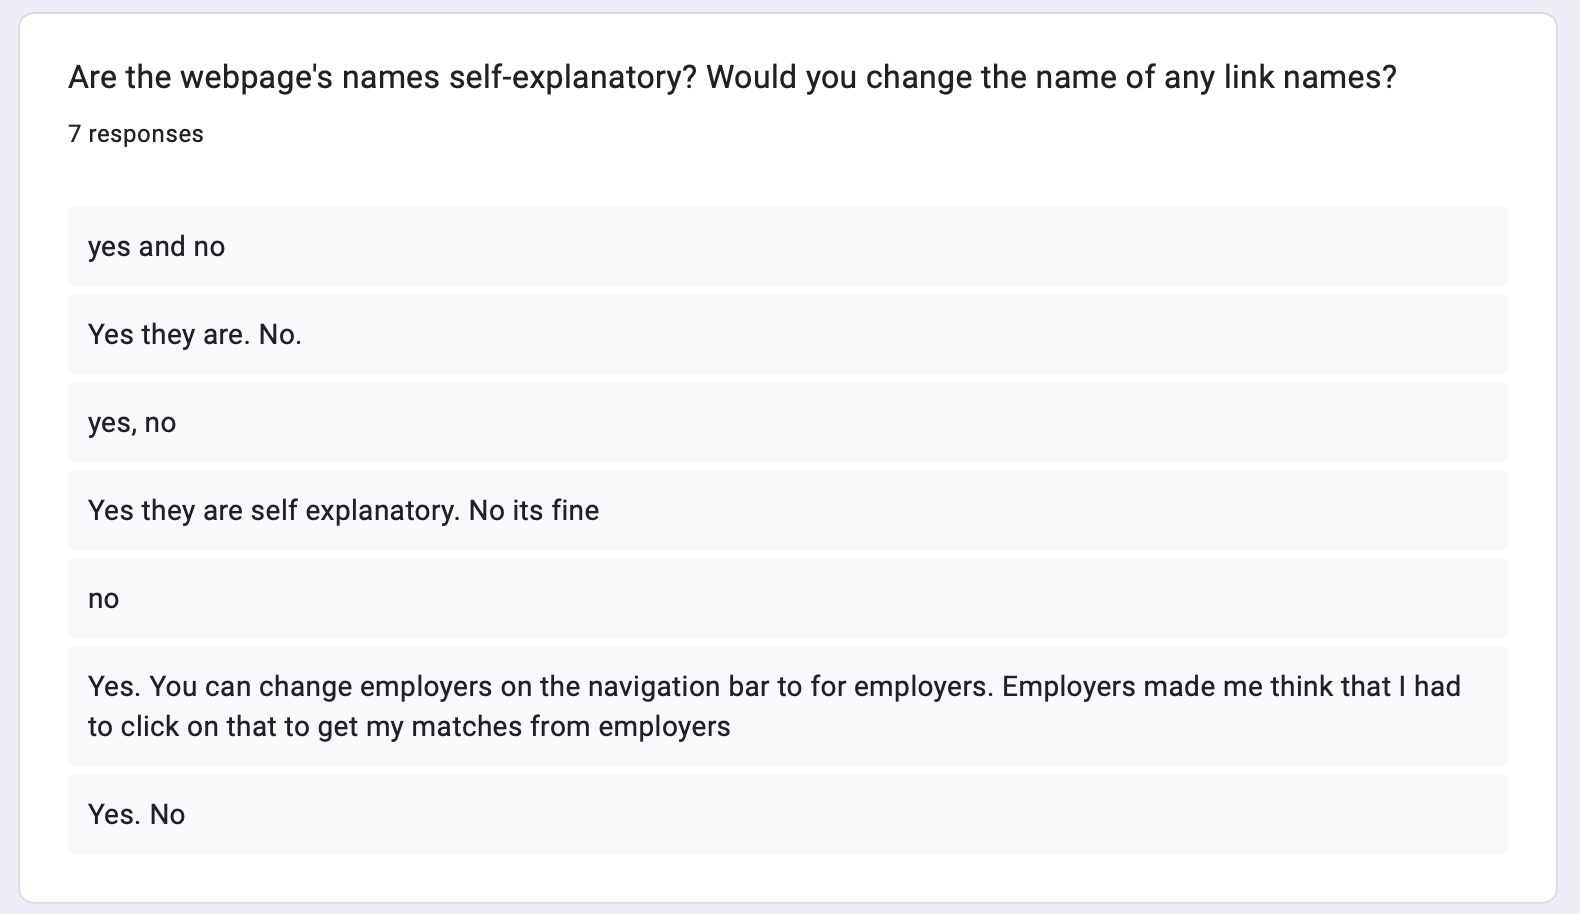 Are the webpage's names self-explanatory? Would you change the name of any link names?
7 responses
yes and no
Yes they are. No.
yes, no
Yes they are self explanatory. No its fine
no
Yes. You can change employers on the navigation bar to for employers. Employers made me think that I had
to click on that to get my matches from employers
Yes. No